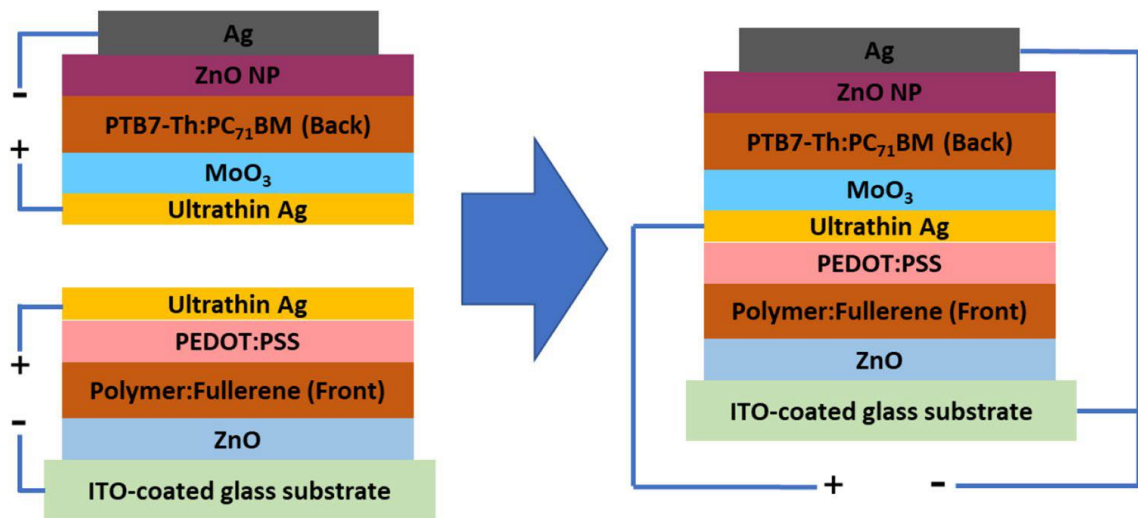 Ag
ZnO NP
PTB7-Th:PC₇₁BM (Back)
MoO₃
Ultrathin Ag
-
+
Ultrathin Ag
PEDOT:PSS
Polymer:Fullerene (Front)
ZnO
ITO-coated glass substrate
+
-
Ag
ZnO NP
PTB7-Th:PC₇₁BM (Back)
MoO₃
Ultrathin Ag
PEDOT:PSS
Polymer:Fullerene (Front)
ZnO
ITO-coated glass substrate
+ -